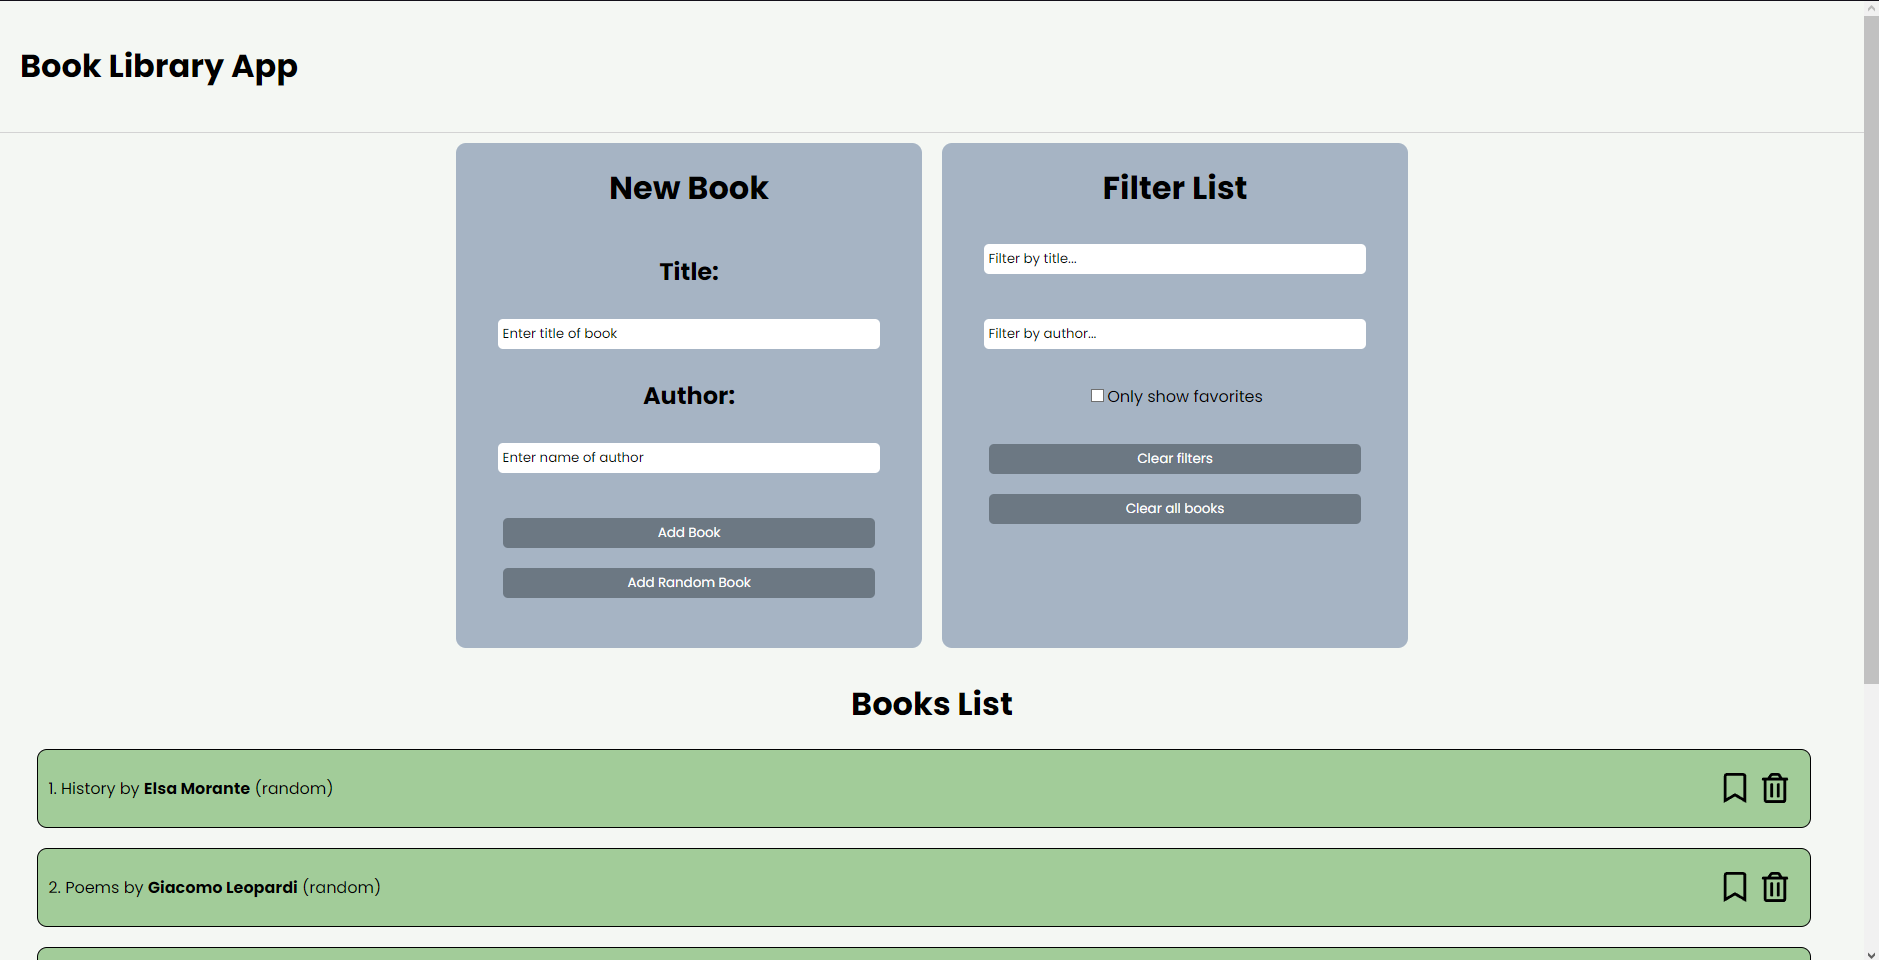 Book Library App
New Book
Title:
Enter title of book
Author:
Enter name of author
Add Book
Add Random Book
Filter List
Filter by title...
Filter by author...
Only show favorites
Clear filters
Clear all books
Books List
1. History by Elsa Morante (random)
2. Poems by Giacomo Leopardi (random)